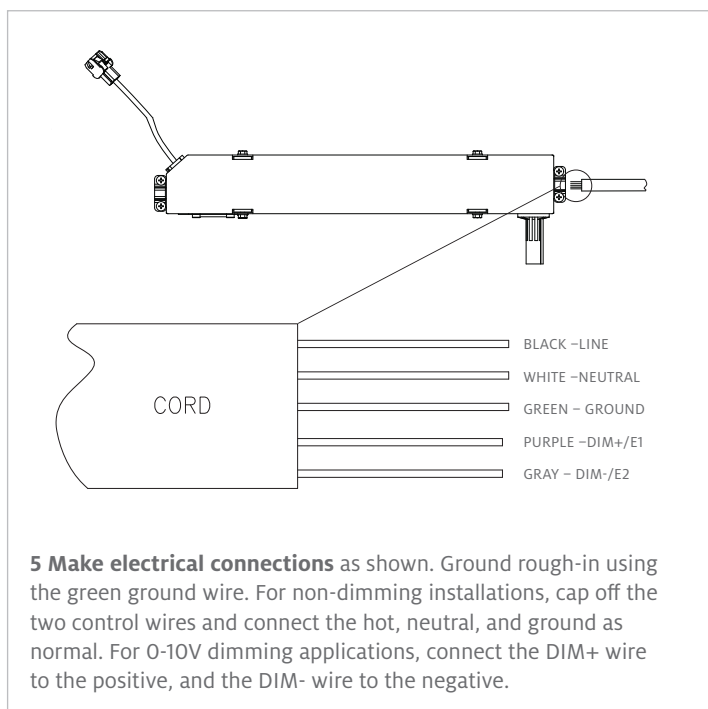 BLACK –LINE
WHITE –NEUTRAL
GREEN – GROUND
PURPLE –DIM+/E1
GRAY – DIM-/E2
CORD
5 Make electrical connections as shown. Ground rough-in using
the green ground wire. For non-dimming installations, cap off the
two control wires and connect the hot, neutral, and ground as
normal. For 0-10V dimming applications, connect the DIM+ wire
to the positive, and the DIM- wire to the negative.